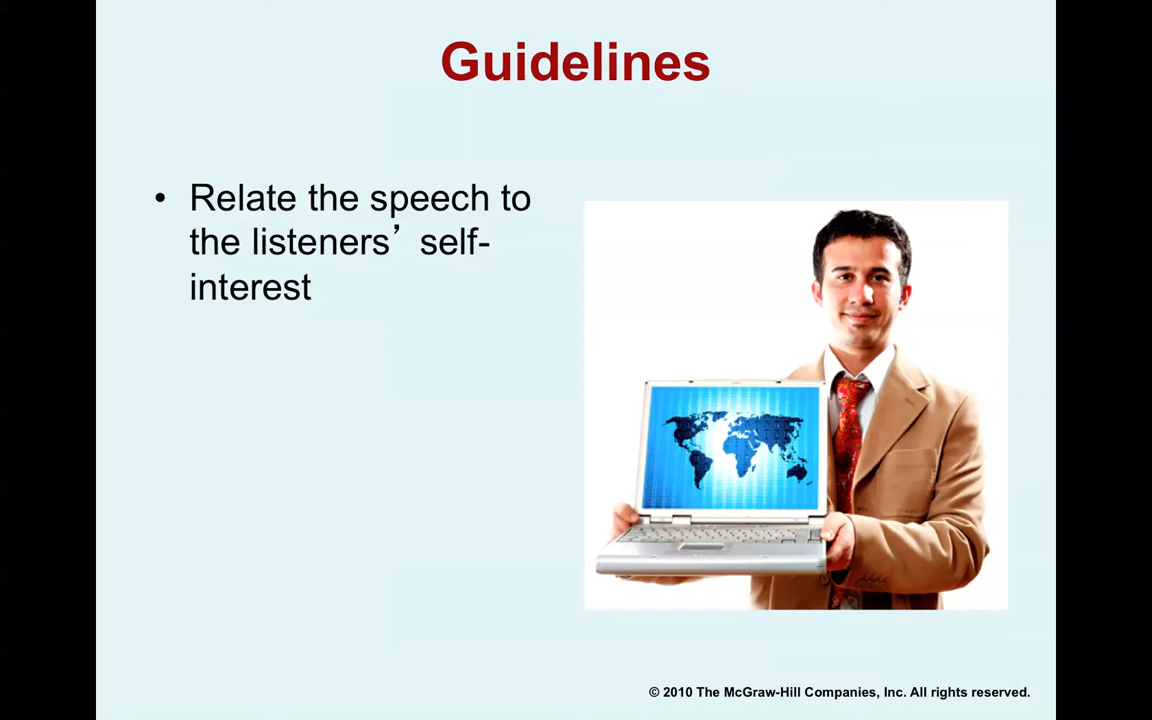 Guidelines
• Relate the speech to
the listeners’ self-
interest
© 2010 The McGraw-Hill Companies, Inc. All rights reserved.